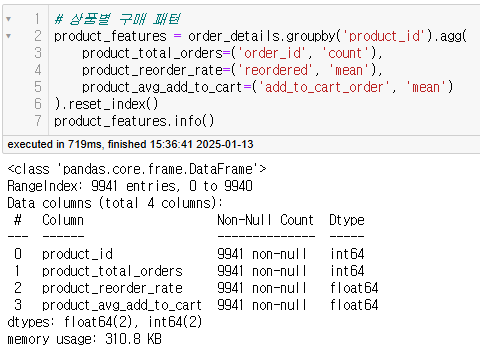 1 # 상품별 구매 패턴
2 product_features = order_details.groupby('product_id').agg(
3     product_total_orders=('order_id', 'count'),
4     product_reorder_rate=('reordered', 'mean'),
5     product_avg_add_to_cart=('add_to_cart_order', 'mean')
6 ).reset_index()
7 product_features.info()
executed in 719ms, finished 15:36:41 2025-01-13
<class 'pandas.core.frame.DataFrame'>
RangeIndex: 9941 entries, 0 to 9940
Data columns (total 4 columns):
 #   Column                   Non-Null Count  Dtype
---  ------                   --------------  -----
 0   product_id               9941 non-null   int64
 1   product_total_orders     9941 non-null   int64
 2   product_reorder_rate     9941 non-null   float64
 3   product_avg_add_to_cart  9941 non-null   float64
dtypes: float64(2), int64(2)
memory usage: 310.8 KB